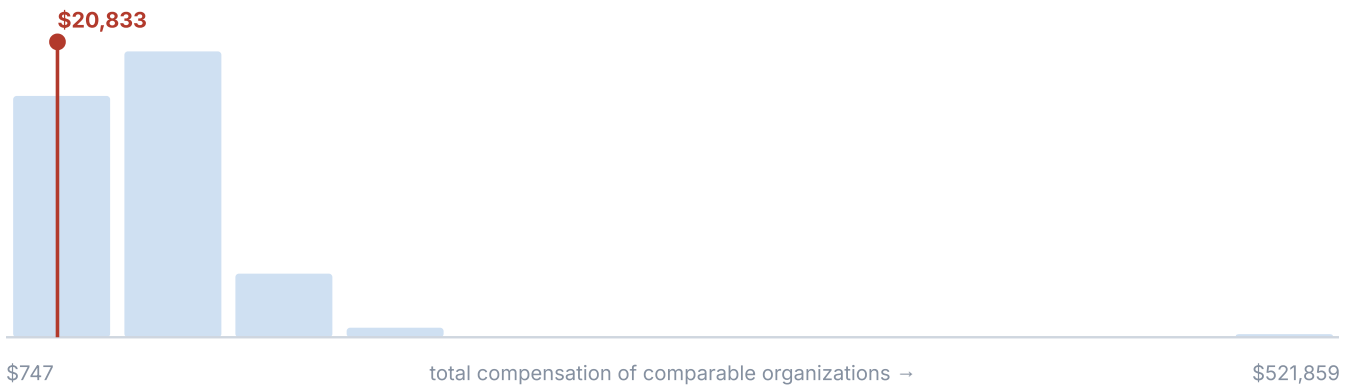 $20,833
$747
total compensation of comparable organizations →
$521,859